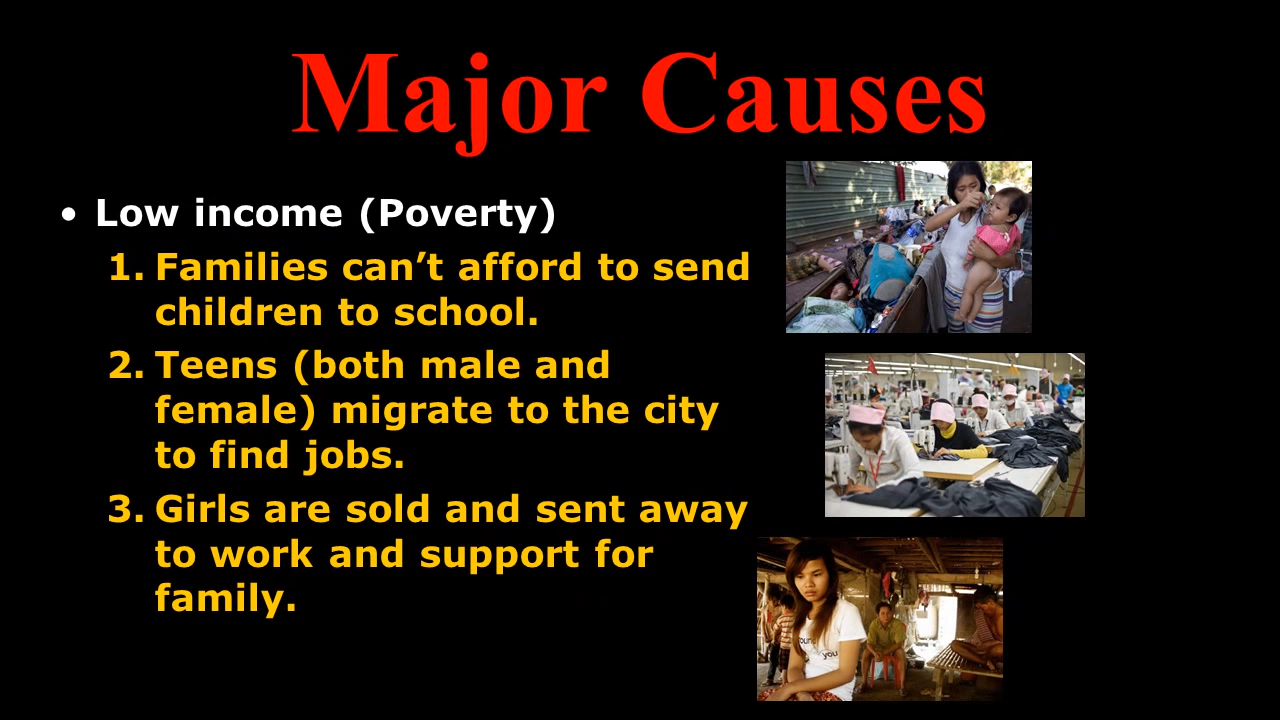 Major Causes
• Low income (Poverty)
1. Families can’t afford to send
children to school.
2. Teens (both male and
female) migrate to the city
to find jobs.
3. Girls are sold and sent away
to work and support for
family.
you